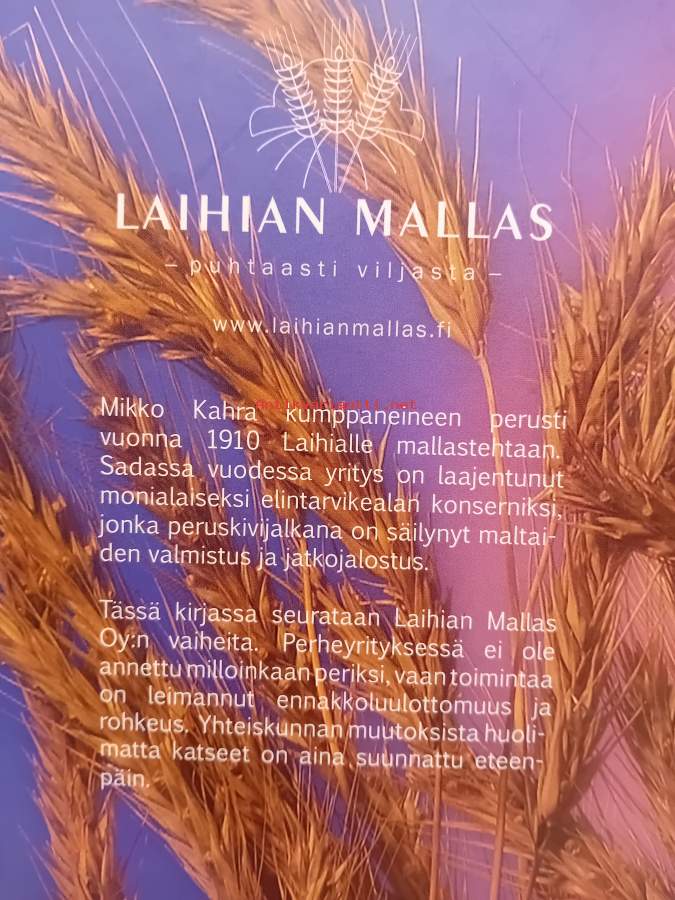 LAIHIAN MALLAS
– puhtaasti viljasta –
www.laihianmallas.fi
Mikko Kahra kumppaneineen perusti
vuonna 1910 Laihialle mallastehtaan.
Sadassa vuodessa yritys on laajentunut
monialaiseksi elintarvikealan konserniksi,
jonka peruskivijalkana on säilynyt maltai-
den valmistus ja jatkojalostus.
Tässä kirjassa seurataan Laihian Mallas
Oy:n vaiheita. Perheyrityksessä ei ole
annettu milloinkaan periksi, vaan toimintaa
on leimannut ennakkoluulottomuus ja
rohkeus. Yhteiskunnan muutoksista huoli-
matta katseet on aina suunnattu eteen-
päin.